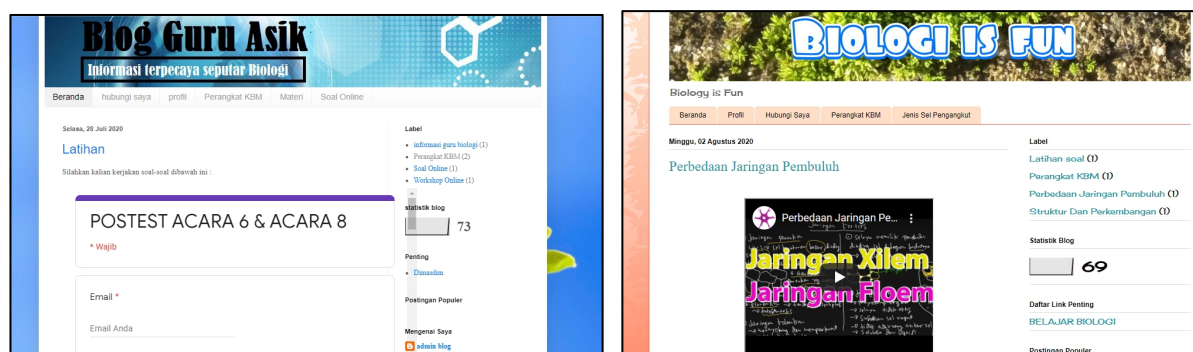 Blog Guru Asik
Informasi terpecaya seputar Biologi
Beranda hubungi saya profil Perangkat KBM Materi Soal Online
Selasa, 28 Juli 2020
Latihan
Silahkan kalian kerjakan soal-soal dibawah ini :
POSTEST ACARA 6 & ACARA 8
* Wajib
Email *
Email Anda
Label
informasi guru biologi (1)
Perangkat KBM (2)
Soal Online (1)
Workshop Online (1)
statistik blog
73
Penting
Dimasdim
Postingan Populer
Mengenai Saya
admin blog
BIOLOGI IS FUN
Biology is Fun
Beranda Profil Hubungi Saya Perangkat KBM Jenis Sel Pengangkut
Minggu, 02 Agustus 2020
Perbedaan Jaringan Pembuluh
Perbedaan Jaringan Pe...
Jaringan Xilem
Jaringan Floem
Label
Latihan soal (1)
Perangkat KBM (1)
Perbedaan Jaringan Pembuluh (1)
Struktur Dan Perkembangan (1)
Statistik Blog
69
Daftar Link Penting
BELAJAR BIOLOGI
Postingan Populer